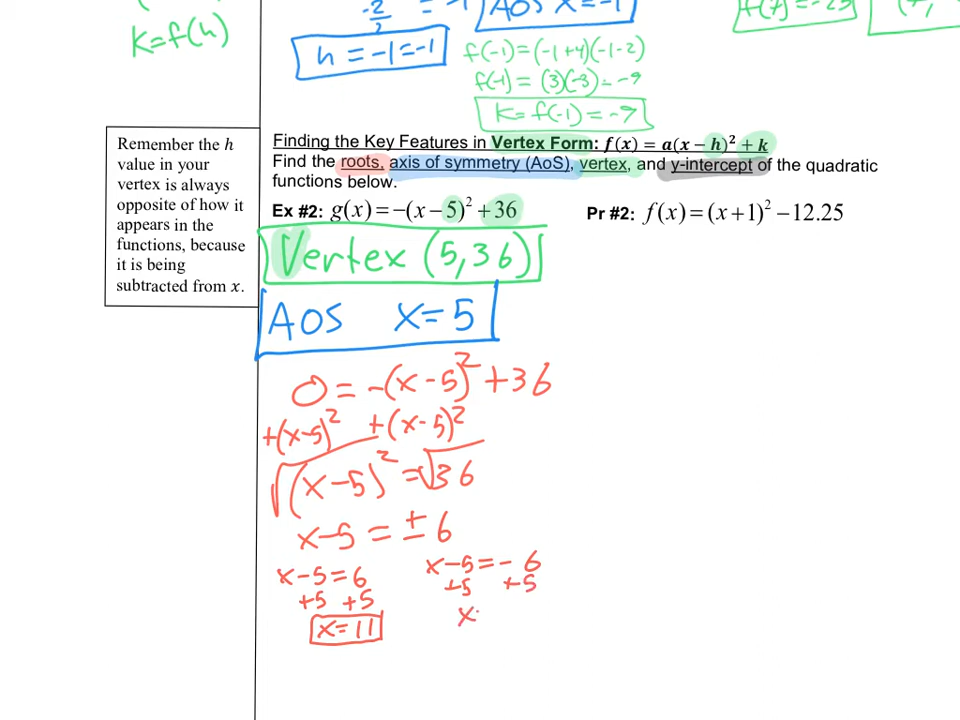 -2/2 = -1
AOS x=-1
f(7)=-25
K=f(h)
h=-1=-1
f(-1)=(-1+4)(-1-2)
f(-1)=(3)(-3)=-9
K=f(-1)=-9
Remember the h
value in your
vertex is always
opposite of how it
appears in the
functions, because
it is being
subtracted from x.
Finding the Key Features in Vertex Form: f(x) = a(x − h)² + k
Find the roots, axis of symmetry (AoS), vertex, and y-intercept of the quadratic
functions below.
Ex #2: g(x)=−(x−5)²+36
Pr #2: f(x)=(x+1)²−12.25
Vertex (5,36)
AOS x=5
0=-(x-5)²+36
+(x-5)² +(x-5)²
√(x-5)²=√36
x-5=±6
x-5=6
+5 +5
x=11
x-5=-6
+5 +5
x